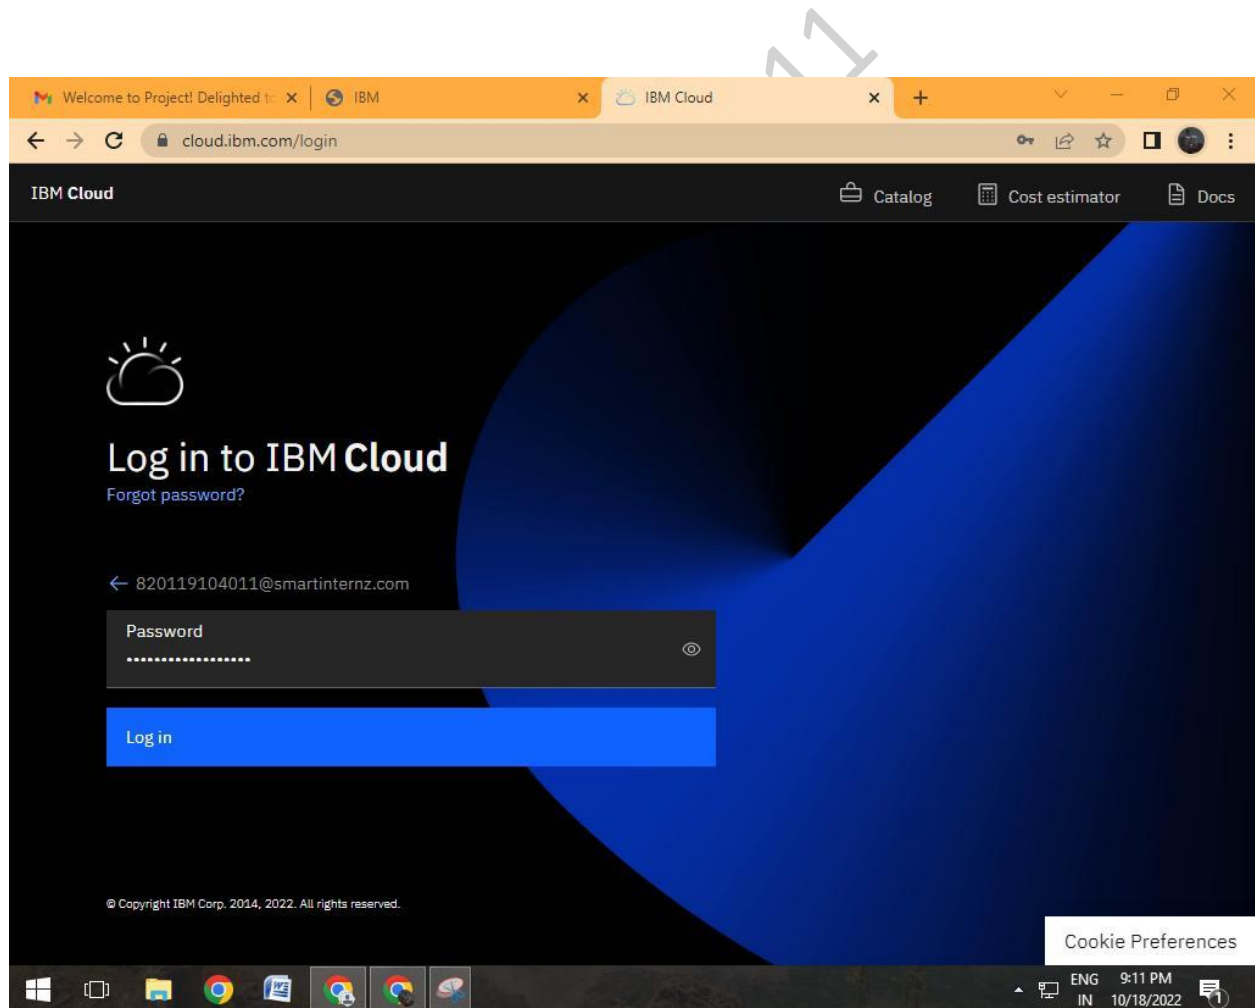 11
Welcome to Project! Delighted to
IBM
IBM Cloud
cloud.ibm.com/login
IBM Cloud
Catalog
Cost estimator
Docs
Log in to IBM Cloud
Forgot password?
820119104011@smartinternz.com
Password
Log in
© Copyright IBM Corp. 2014, 2022. All rights reserved.
Cookie Preferences
ENG
IN
9:11 PM
10/18/2022
1